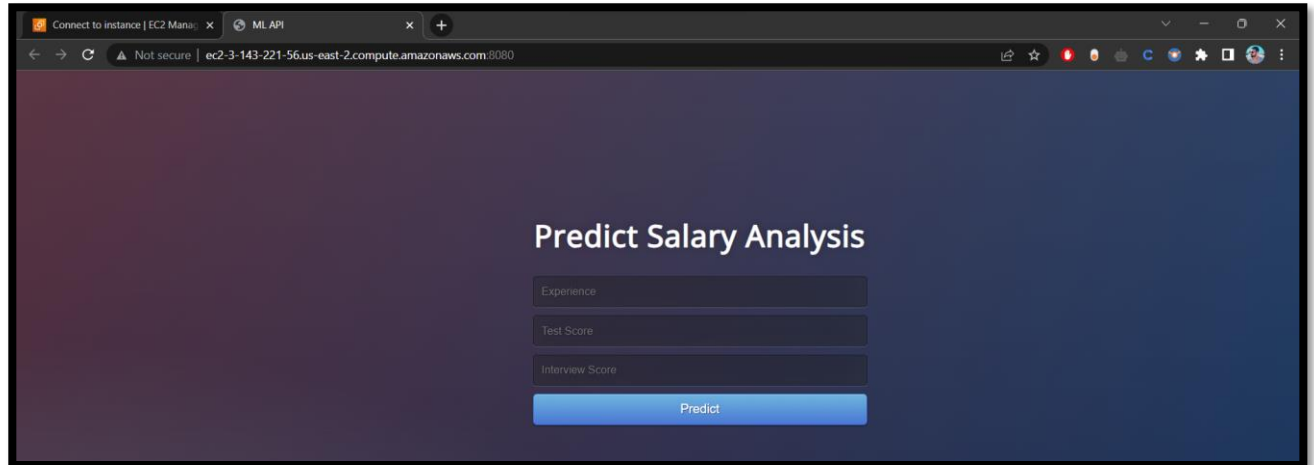 Connect to instance | EC2 Manag
ML API
Not secure | ec2-3-143-221-56.us-east-2.compute.amazonaws.com:8080
Predict Salary Analysis
Experience
Test Score
Interview Score
Predict